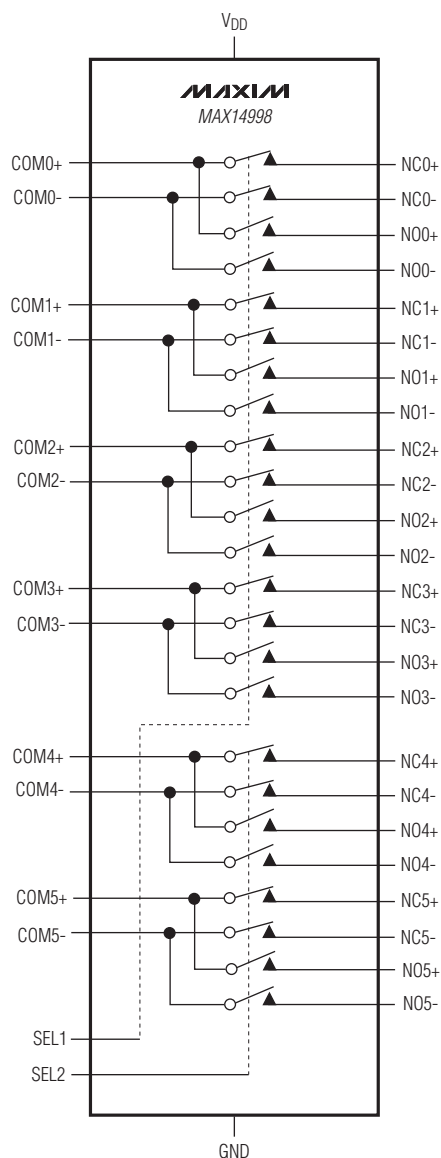 VDD
MAXIM
MAX14998
COM0+
NC0+
COM0-
NC0-
NO0+
NO0-
COM1+
NC1+
COM1-
NC1-
NO1+
NO1-
COM2+
NC2+
COM2-
NC2-
NO2+
NO2-
COM3+
NC3+
COM3-
NC3-
NO3+
NO3-
COM4+
NC4+
COM4-
NC4-
NO4+
NO4-
COM5+
NC5+
COM5-
NC5-
NO5+
NO5-
SEL1
SEL2
GND